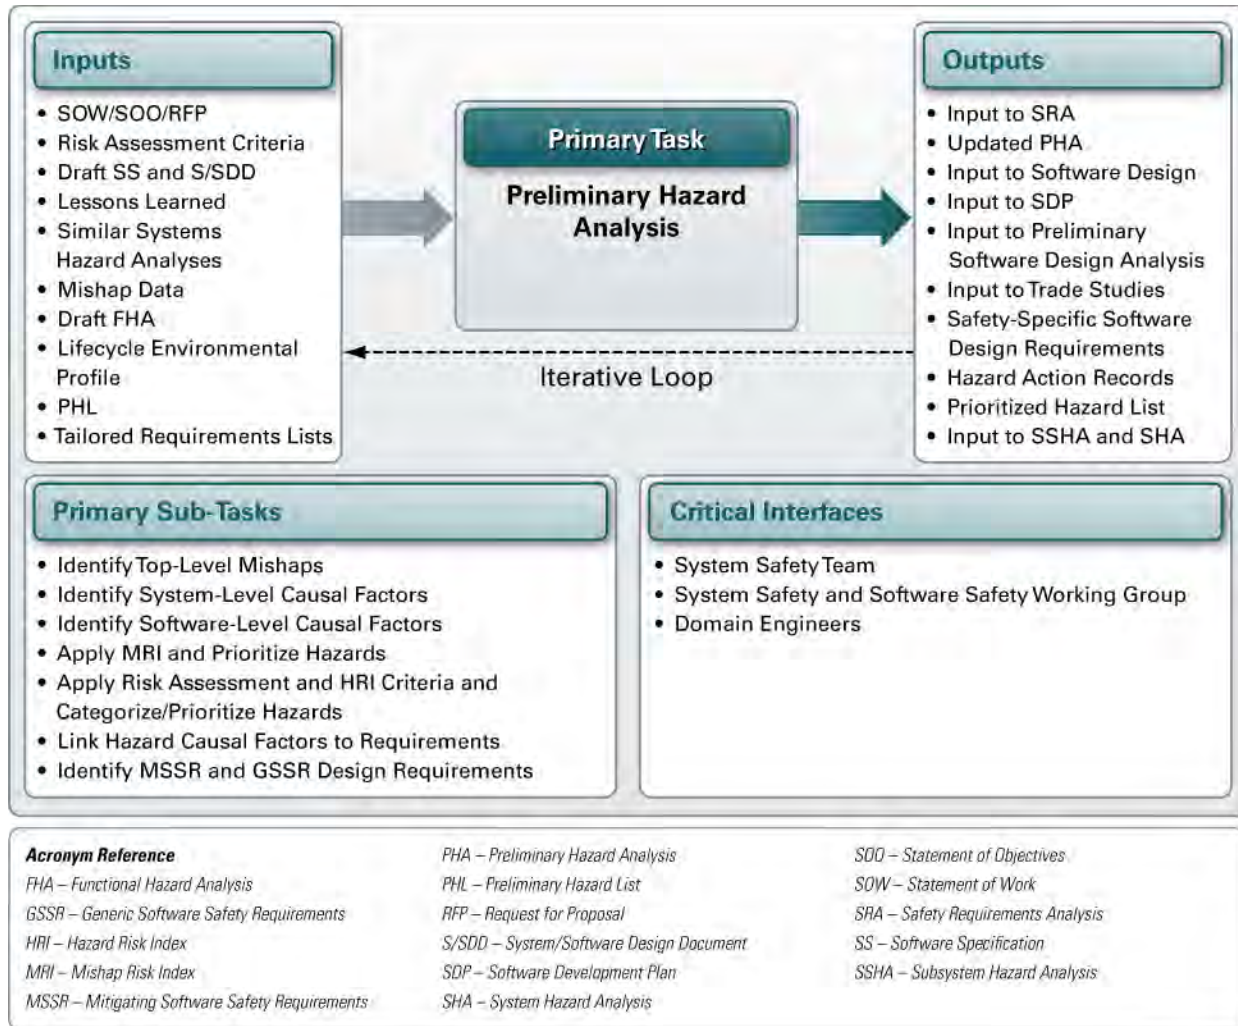 Inputs
• SOW/SOO/RFP
• Risk Assessment Criteria
• Draft SS and S/SDD
• Lessons Learned
• Similar Systems
Hazard Analyses
• Mishap Data
• Draft FHA
• Lifecycle Environmental
Profile
• PHL
• Tailored Requirements Lists
Primary Task
Preliminary Hazard
Analysis
Iterative Loop
Outputs
• Input to SRA
• Updated PHA
• Input to Software Design
• Input to SDP
• Input to Preliminary
Software Design Analysis
• Input to Trade Studies
• Safety-Specific Software
Design Requirements
• Hazard Action Records
• Prioritized Hazard List
• Input to SSHA and SHA
Primary Sub-Tasks
• Identify Top-Level Mishaps
• Identify System-Level Causal Factors
• Identify Software-Level Causal Factors
• Apply MRI and Prioritize Hazards
• Apply Risk Assessment and HRI Criteria and
Categorize/Prioritize Hazards
• Link Hazard Causal Factors to Requirements
• Identify MSSR and GSSR Design Requirements
Critical Interfaces
• System Safety Team
• System Safety and Software Safety Working Group
• Domain Engineers
Acronym Reference
FHA – Functional Hazard Analysis
GSSR – Generic Software Safety Requirements
HRI – Hazard Risk Index
MRI – Mishap Risk Index
MSSR – Mitigating Software Safety Requirements
PHA – Preliminary Hazard Analysis
PHL – Preliminary Hazard List
RFP – Request for Proposal
S/SDD – System/Software Design Document
SDP – Software Development Plan
SHA – System Hazard Analysis
SOO – Statement of Objectives
SOW – Statement of Work
SRA – Safety Requirements Analysis
SS – Software Specification
SSHA – Subsystem Hazard Analysis